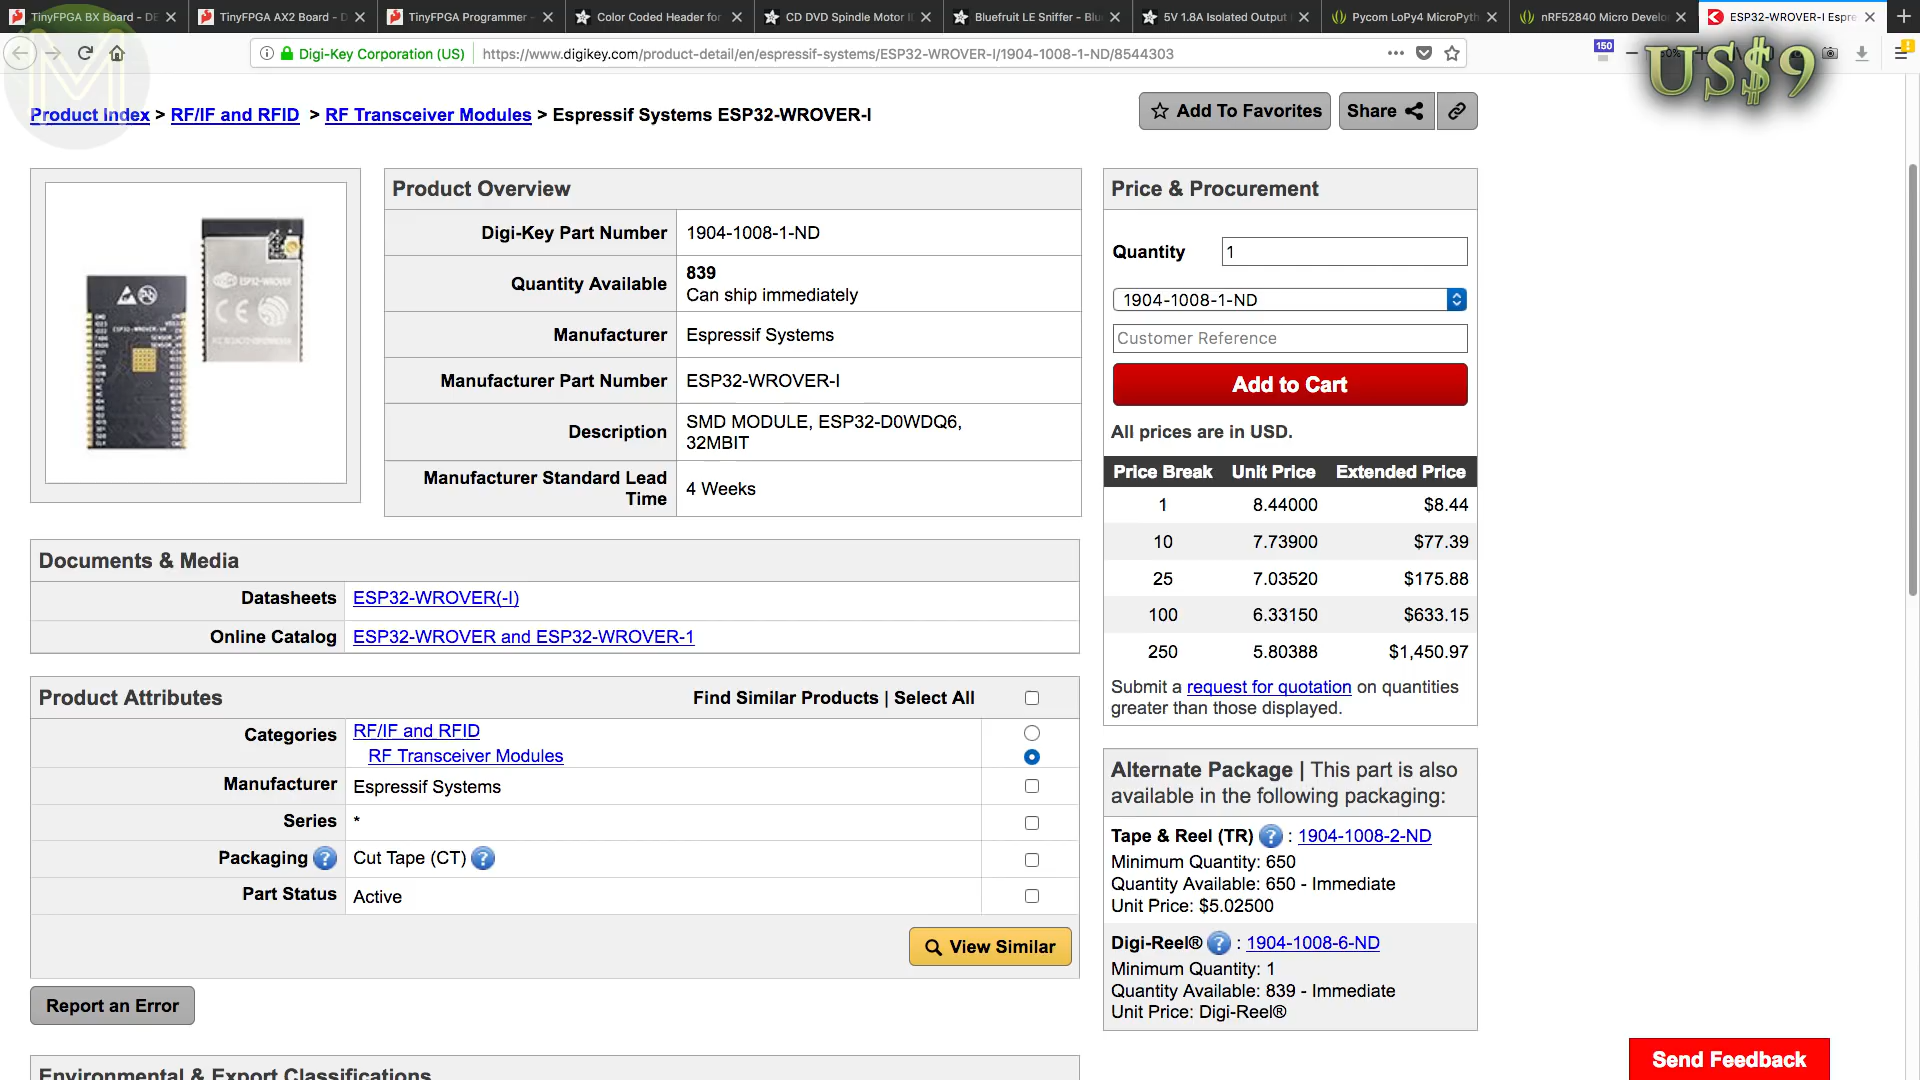 TinyFPGA BX Board - DE
TinyFPGA AX2 Board - D
TinyFPGA Programmer -
Color Coded Header for
CD DVD Spindle Motor I
Bluefruit LE Sniffer - Blu
5V 1.8A Isolated Output
Pycom LoPy4 MicroPyth
nRF52840 Micro Develo
ESP32-WROVER-I Espre
Digi-Key Corporation (US)
https://www.digikey.com/product-detail/en/espressif-systems/ESP32-WROVER-I/1904-1008-1-ND/8544303
150
US$9
Product Index > RF/IF and RFID > RF Transceiver Modules > Espressif Systems ESP32-WROVER-I
Add To Favorites
Share
Product Overview
Digi-Key Part Number 1904-1008-1-ND
Quantity Available 839
Can ship immediately
Manufacturer Espressif Systems
Manufacturer Part Number ESP32-WROVER-I
Description SMD MODULE, ESP32-D0WDQ6,
32MBIT
Manufacturer Standard Lead
Time 4 Weeks
Price & Procurement
Quantity 1
1904-1008-1-ND
Customer Reference
Add to Cart
All prices are in USD.
Price Break Unit Price Extended Price
1 8.44000 $8.44
10 7.73900 $77.39
25 7.03520 $175.88
100 6.33150 $633.15
250 5.80388 $1,450.97
Submit a request for quotation on quantities
greater than those displayed.
Documents & Media
Datasheets ESP32-WROVER(-I)
Online Catalog ESP32-WROVER and ESP32-WROVER-1
Product Attributes Find Similar Products | Select All
Categories RF/IF and RFID
RF Transceiver Modules
Manufacturer Espressif Systems
Series *
Packaging ? Cut Tape (CT) ?
Part Status Active
View Similar
Report an Error
Alternate Package | This part is also
available in the following packaging:
Tape & Reel (TR) ? : 1904-1008-2-ND
Minimum Quantity: 650
Quantity Available: 650 - Immediate
Unit Price: $5.02500
Digi-Reel® ? : 1904-1008-6-ND
Minimum Quantity: 1
Quantity Available: 839 - Immediate
Unit Price: Digi-Reel®
Environmental & Export Classifications
Send Feedback